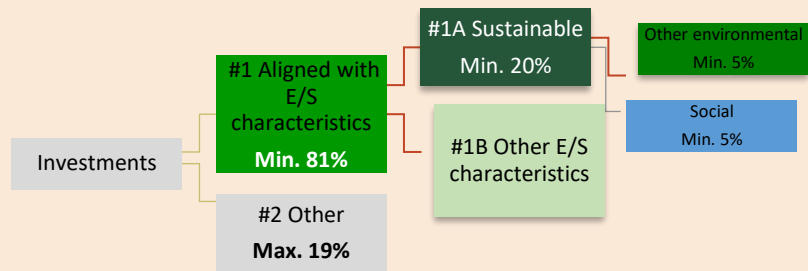 Investments
#1 Aligned with
E/S
characteristics
Min. 81%
#2 Other
Max. 19%
#1A Sustainable
Min. 20%
#1B Other E/S
characteristics
Other environmental
Min. 5%
Social
Min. 5%